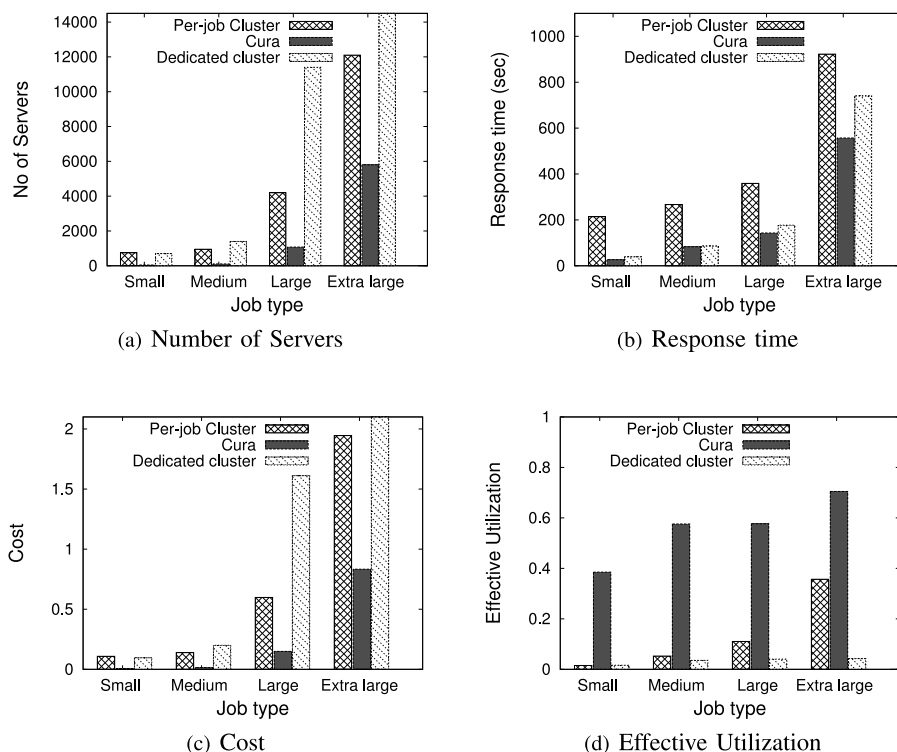 No of Servers
14000
12000
10000
8000
6000
4000
2000
0
Per-job Cluster
Cura
Dedicated cluster
Small Medium Large Extra large
Job type
(a) Number of Servers
Response time (sec)
1000
800
600
400
200
0
Per-job Cluster
Cura
Dedicated cluster
Small Medium Large Extra large
Job type
(b) Response time
Cost
2
1.5
1
0.5
0
Per-job Cluster
Cura
Dedicated cluster
Small Medium Large Extra large
Job type
(c) Cost
Effective Utilization
1
0.8
0.6
0.4
0.2
0
Per-job Cluster
Cura
Dedicated cluster
Small Medium Large Extra large
Job type
(d) Effective Utilization